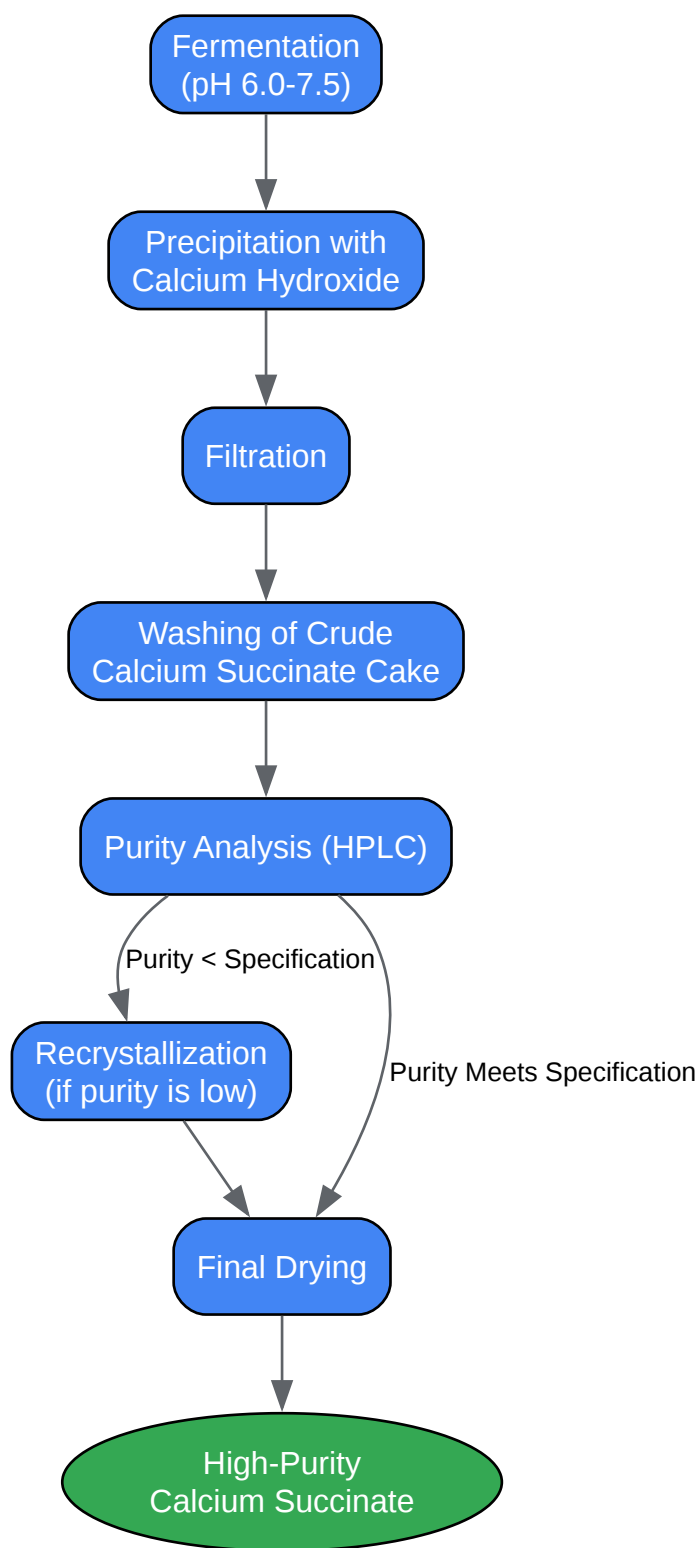 Fermentation
(pH 6.0-7.5)
Precipitation with
Calcium Hydroxide
Filtration
Washing of Crude
Calcium Succinate Cake
Purity Analysis (HPLC)
Purity < Specification
Recrystallization
(if purity is low)
Purity Meets Specification
Final Drying
High-Purity
Calcium Succinate